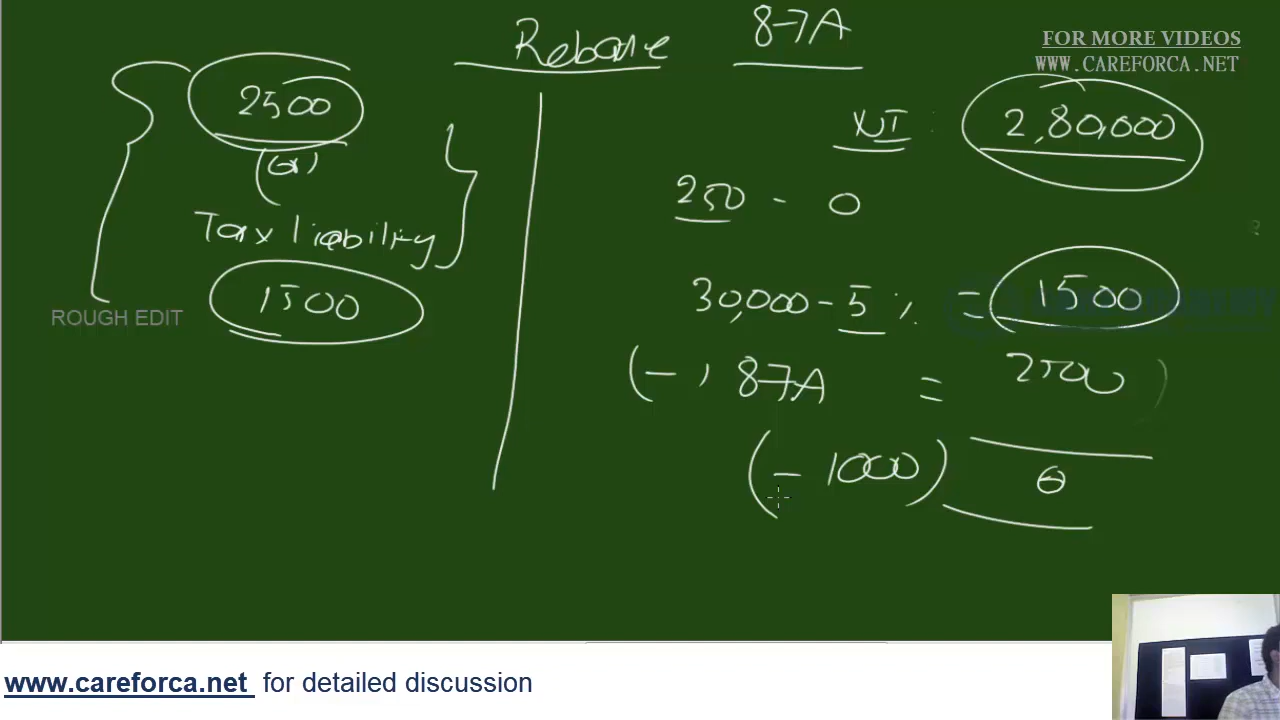 Rebate 87A
FOR MORE VIDEOS
WWW.CAREFORCA.NET
2500
(or)
Tax liability
1500
ROUGH EDIT
NI : 2,80,000
250 - 0
30,000 - 5 % = 1500
(-) 87A = 2500
(- 1000) 0
www.careforca.net for detailed discussion